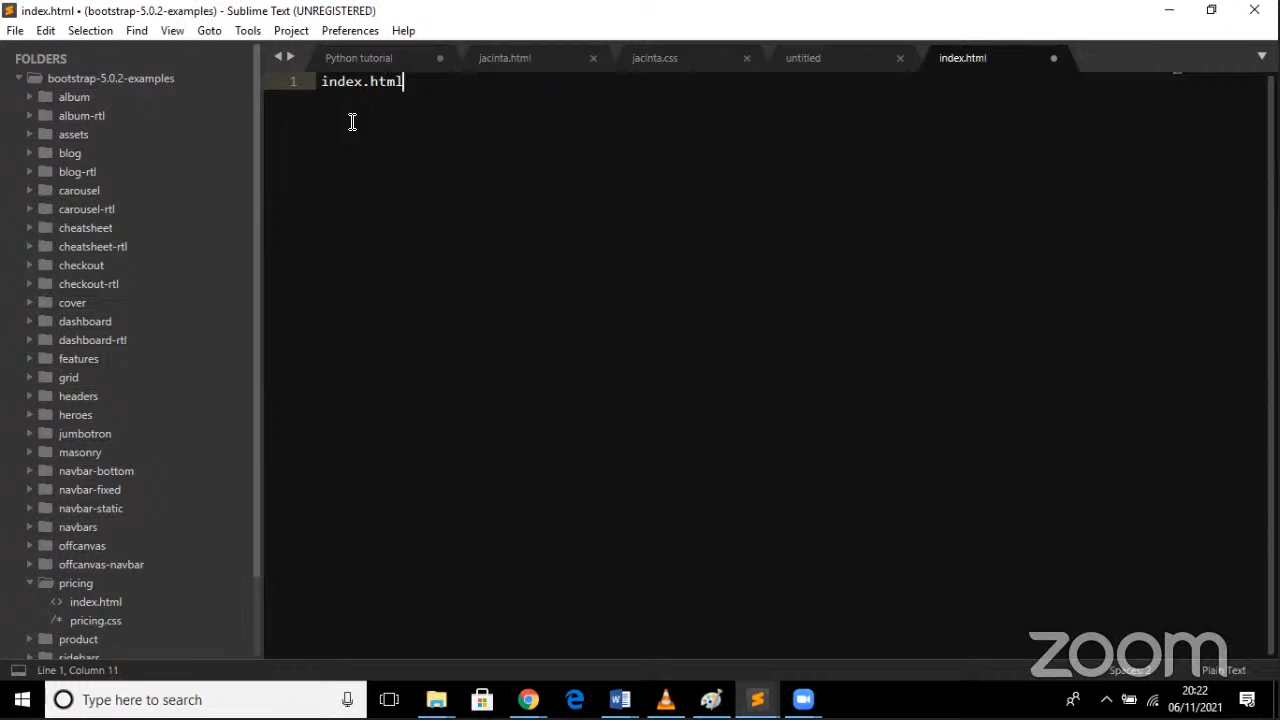 index.html • (bootstrap-5.0.2-examples) - Sublime Text (UNREGISTERED)
File Edit Selection Find View Goto Tools Project Preferences Help
FOLDERS
Python tutorial jacinta.html jacinta.css untitled index.html
bootstrap-5.0.2-examples
1 index.html
album
album-rtl
assets
blog
blog-rtl
carousel
carousel-rtl
cheatsheet
cheatsheet-rtl
checkout
checkout-rtl
cover
dashboard
dashboard-rtl
features
grid
headers
heroes
jumbotron
masonry
navbar-bottom
navbar-fixed
navbar-static
navbars
offcanvas
offcanvas-navbar
pricing
<> index.html
/* pricing.css
product
sidebars
zoom
Line 1, Column 11 Spaces: 2 Plain Text
Type here to search
20:22
06/11/2021